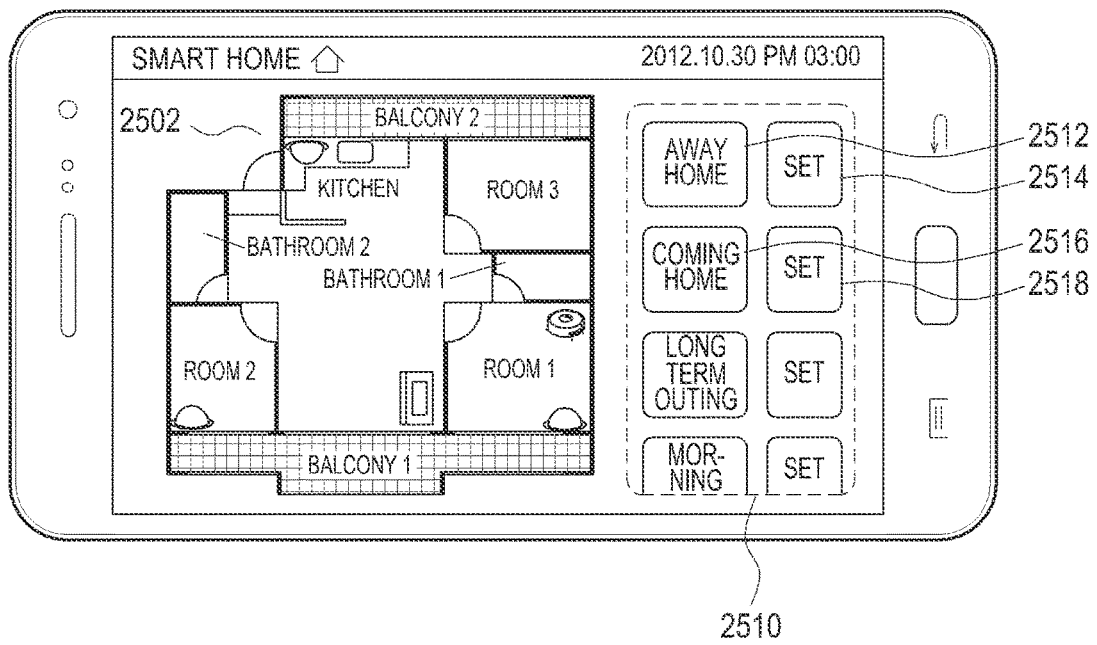 SMART HOME
2012.10.30 PM 03:00
2502
BALCONY 2
KITCHEN
ROOM 3
BATHROOM 2
BATHROOM 1
ROOM 2
ROOM 1
BALCONY 1
AWAY
HOME
SET
COMING
HOME
SET
LONG
TERM
OUTING
SET
MOR-
NING
SET
2512
2514
2516
2518
2510